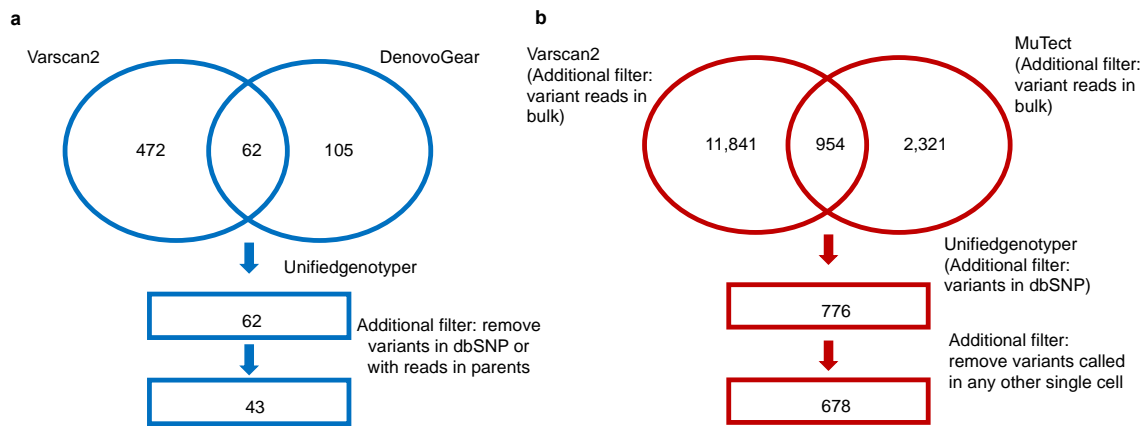 a
Varscan2
DenovoGear
472
62
105
Unifiedgenotyper
62
Additional filter: remove
variants in dbSNP or
with reads in parents
43
b
Varscan2
(Additional filter:
variant reads in
bulk)
MuTect
(Additional filter:
variant reads in
bulk)
11,841
954
2,321
Unifiedgenotyper
(Additional filter:
variants in dbSNP)
776
Additional filter:
remove variants called
in any other single cell
678